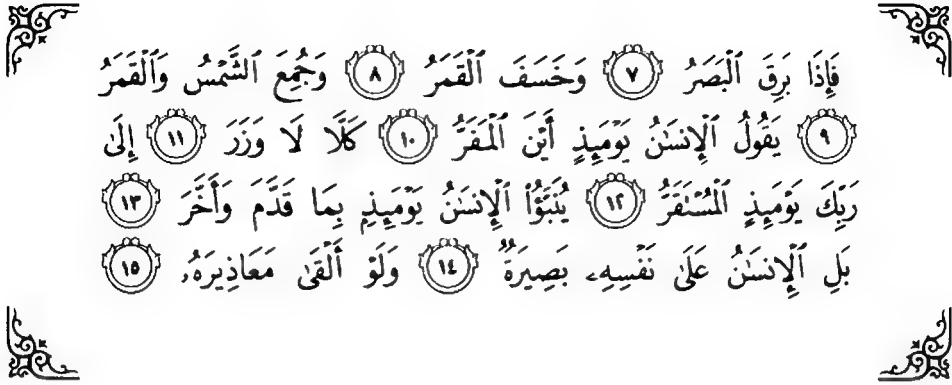 فَإِذَا بَرِقَ ٱلْبَصَرُ ٧ وَخَسَفَ ٱلْقَمَرُ ٨ وَجُمِعَ ٱلشَّمْسُ وَٱلْقَمَرُ
٩ يَقُولُ ٱلْإِنسَٰنُ يَوْمَئِذٍ أَيْنَ ٱلْمَفَرُّ ١٠ كَلَّا لَا وَزَرَ ١١ إِلَىٰ
رَبِّكَ يَوْمَئِذٍ ٱلْمُسْتَقَرُّ ١٢ يُنَبَّؤُا۟ ٱلْإِنسَٰنُ يَوْمَئِذٍۭ بِمَا قَدَّمَ وَأَخَّرَ ١٣
بَلِ ٱلْإِنسَٰنُ عَلَىٰ نَفْسِهِۦ بَصِيرَةٌ ١٤ وَلَوْ أَلْقَىٰ مَعَاذِيرَهُۥ ١٥